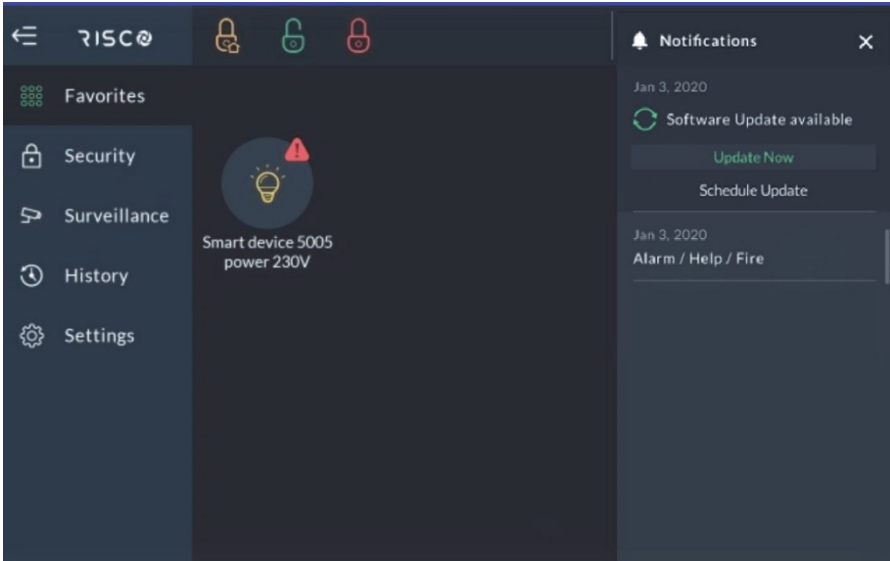 RISCO
Favorites
Security
Surveillance
History
Settings
Smart device 5005
power 230V
Notifications
Jan 3, 2020
Software Update available
Update Now
Schedule Update
Jan 3, 2020
Alarm / Help / Fire